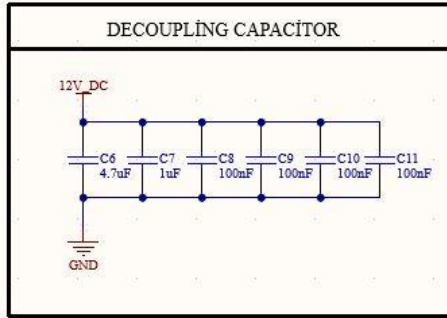 DECOUPLİNG CAPACİTOR
12V_DC
C6 C7 C8 C9 C10 C11
4.7uF 1uF 100nF 100nF 100nF 100nF
GND